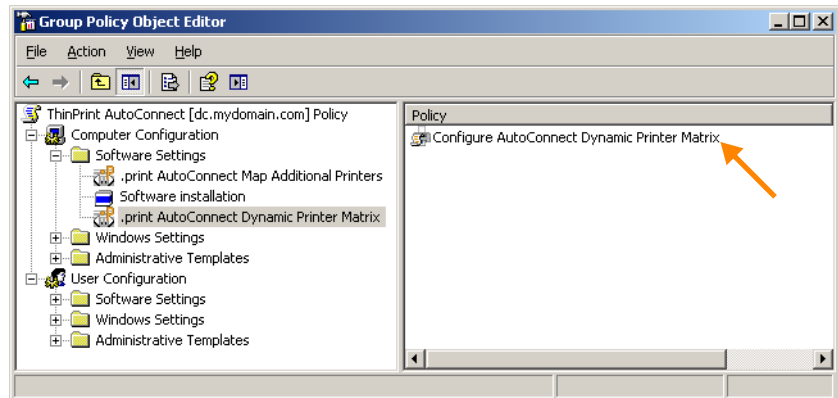 Group Policy Object Editor
File Action View Help
ThinPrint AutoConnect [dc.mydomain.com] Policy
Computer Configuration
Software Settings
.print AutoConnect Map Additional Printers
Software installation
.print AutoConnect Dynamic Printer Matrix
Windows Settings
Administrative Templates
User Configuration
Software Settings
Windows Settings
Administrative Templates
Policy
Configure AutoConnect Dynamic Printer Matrix